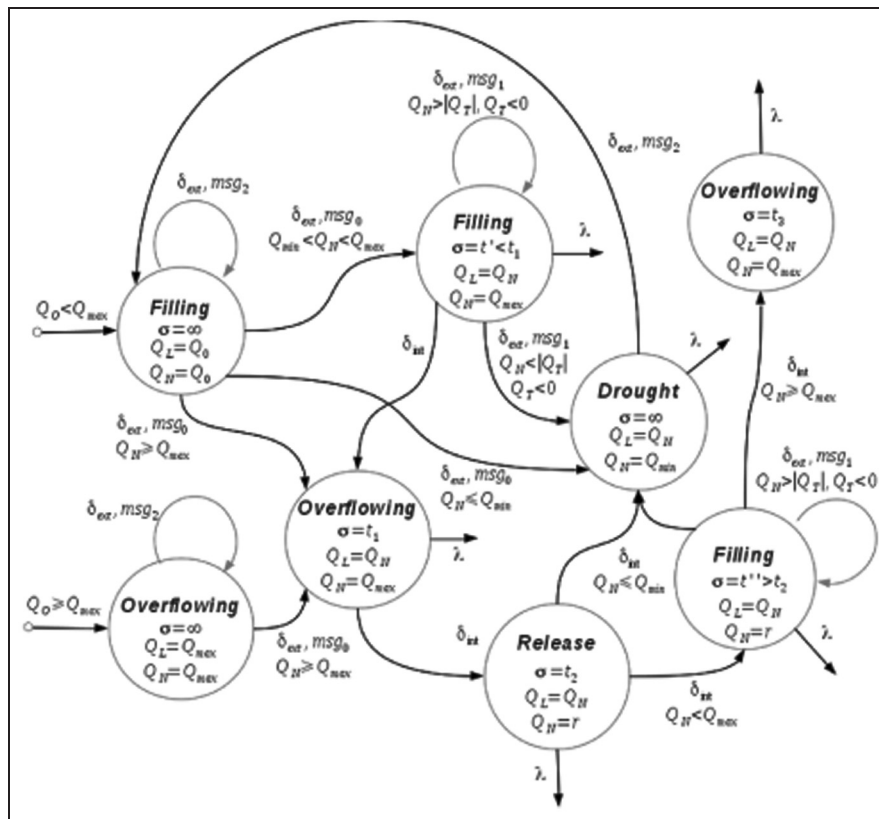 δext, msg1
QN>|QT|, QT<0
δext, msg2
λ
Overflowing
σ=t3
QL=QN
QN=Qmax
δext, msg2
δext, msg0
Qmin<QN<Qmax
Filling
σ=t'<t1
QL=QN
QN=Qmax
λ
QO<Qmax
Filling
σ=∞
QL=Q0
QN=Q0
δint
δext, msg1
QN<|QT|
QT<0
λ
Drought
σ=∞
QL=QN
QN=Qmin
δint
QN≥Qmax
δext, msg0
QN≥Qmax
δext, msg0
QN≤Qmin
δext, msg1
QN>|QT|, QT<0
δext, msg2
Overflowing
σ=t1
QL=QN
QN=Qmax
λ
δint
QN≤Qmin
Filling
σ=t''>t2
QL=QN
QN=r
λ
QO≥Qmax
Overflowing
σ=∞
QL=Qmax
QN=Qmax
δext, msg0
QN≥Qmax
δint
Release
σ=t2
QL=QN
QN=r
δint
QN<Qmax
λ